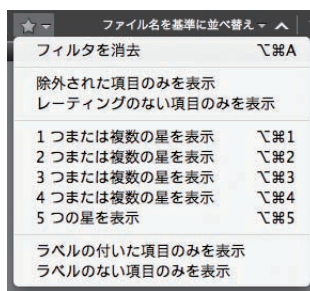 ファイル名を基準に並べ替え
フィルタを消去 ⌥⌘A
除外された項目のみを表示
レーティングのない項目のみを表示
1 つまたは複数の星を表示 ⌥⌘1
2 つまたは複数の星を表示 ⌥⌘2
3 つまたは複数の星を表示 ⌥⌘3
4 つまたは複数の星を表示 ⌥⌘4
5 つの星を表示 ⌥⌘5
ラベルの付いた項目のみを表示
ラベルのない項目のみを表示